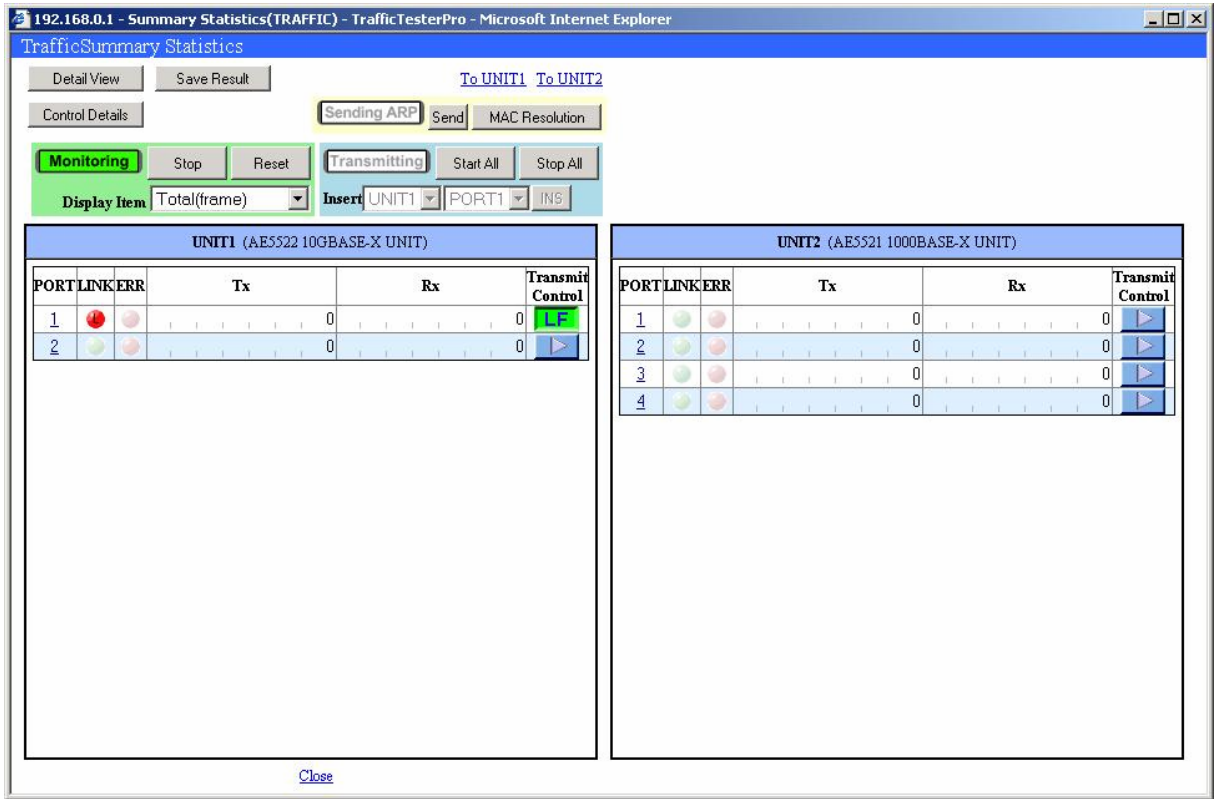 192.168.0.1 - Summary Statistics(TRAFFIC) - TrafficTesterPro - Microsoft Internet Explorer
TrafficSummary Statistics
Detail View Save Result To UNIT1 To UNIT2
Control Details Sending ARP Send MAC Resolution
Monitoring Stop Reset Transmitting Start All Stop All
Display Item Total(frame) Insert UNIT1 PORT1 INS
UNIT1 (AE5522 10GBASE-X UNIT)
PORT LINK ERR Tx Rx Transmit Control
1 L 0 0 LF
2 0 0
UNIT2 (AE5521 1000BASE-X UNIT)
PORT LINK ERR Tx Rx Transmit Control
1 0 0
2 0 0
3 0 0
4 0 0
Close